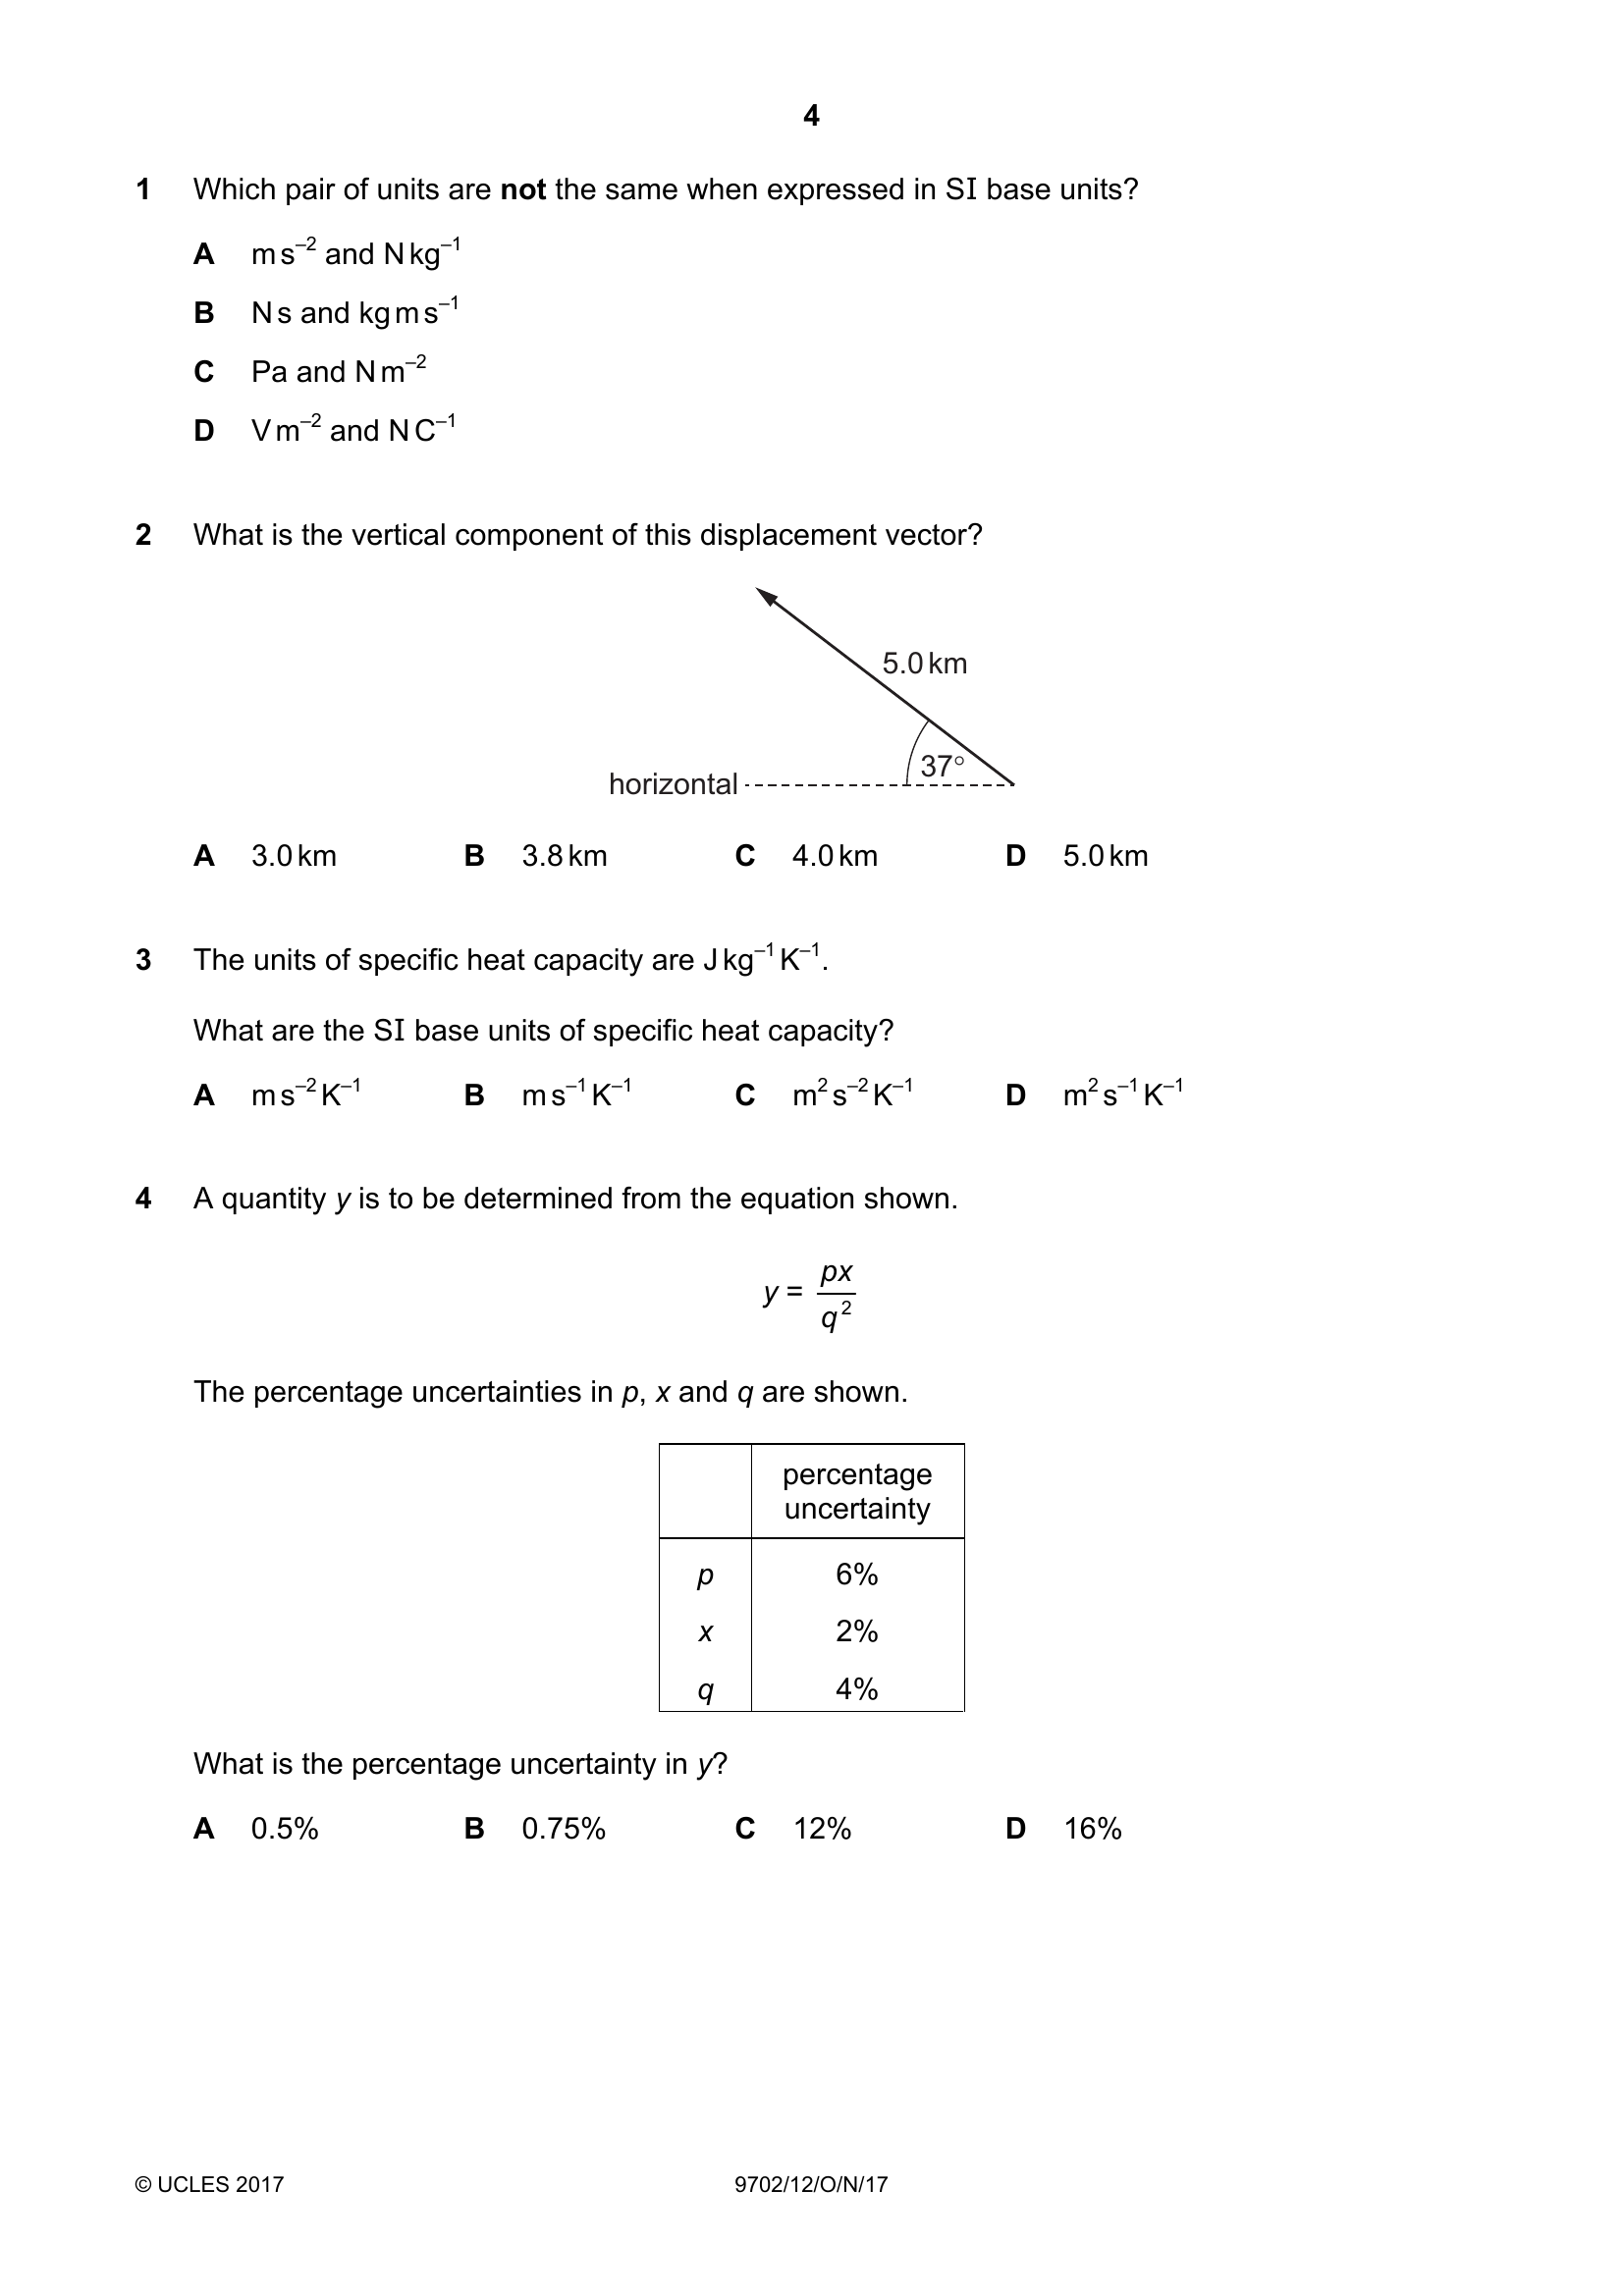 4
1 Which pair of units are not the same when expressed in SI base units?
A m s⁻² and N kg⁻¹
B N s and kg m s⁻¹
C Pa and N m⁻²
D V m⁻² and N C⁻¹
2 What is the vertical component of this displacement vector?
5.0 km
37°
horizontal
A 3.0 km B 3.8 km C 4.0 km D 5.0 km
3 The units of specific heat capacity are J kg⁻¹ K⁻¹.
What are the SI base units of specific heat capacity?
A m s⁻² K⁻¹ B m s⁻¹ K⁻¹ C m² s⁻² K⁻¹ D m² s⁻¹ K⁻¹
4 A quantity y is to be determined from the equation shown.
y = px / q²
The percentage uncertainties in p, x and q are shown.
percentage
uncertainty
p 6%
x 2%
q 4%
What is the percentage uncertainty in y?
A 0.5% B 0.75% C 12% D 16%
© UCLES 2017 9702/12/O/N/17